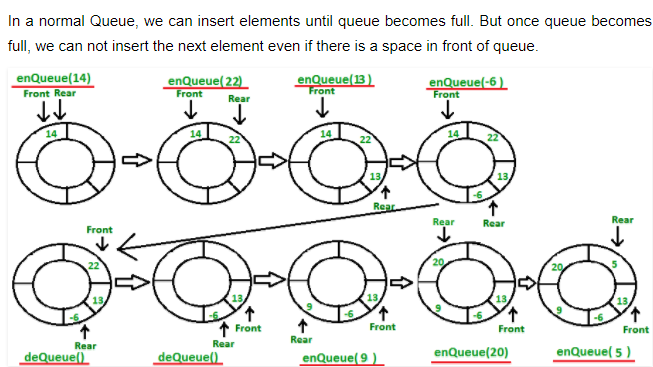 In a normal Queue, we can insert elements until queue becomes full. But once queue becomes
full, we can not insert the next element even if there is a space in front of queue.
enQueue(14) enQueue(22) enQueue(13) enQueue(-6)
Front Rear Front Rear Front Front
14 14 22 14 22 14 22
13 13
-6
Rear Rear
Front Rear Rear
22 20 20 5
13 13 9 13 9 13 9 13
-6 -6 -6 -6 -6
Rear Front Rear Rear Front Front Front
deQueue() deQueue() enQueue(9) enQueue(20) enQueue(5)